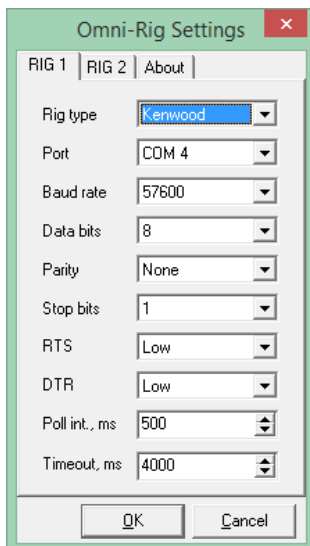 Omni-Rig Settings
RIG 1 RIG 2 About
Rig type Kenwood
Port COM 4
Baud rate 57600
Data bits 8
Parity None
Stop bits 1
RTS Low
DTR Low
Poll int., ms 500
Timeout, ms 4000
OK Cancel